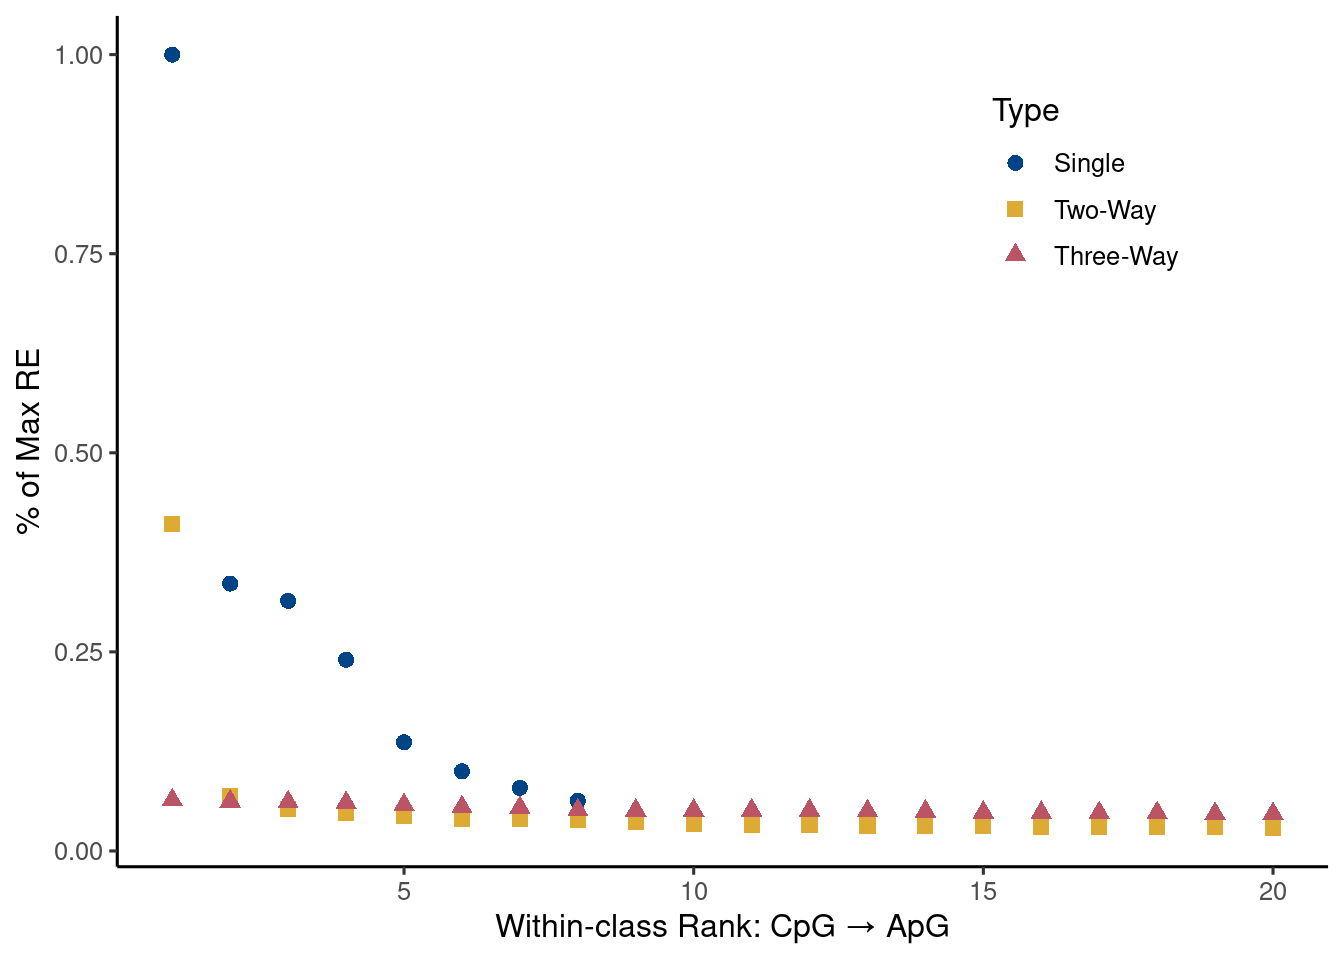 1.00
0.75
0.50
0.25
0.00
% of Max RE
Type
Single
Two-Way
Three-Way
5
10
15
20
Within-class Rank: CpG → ApG